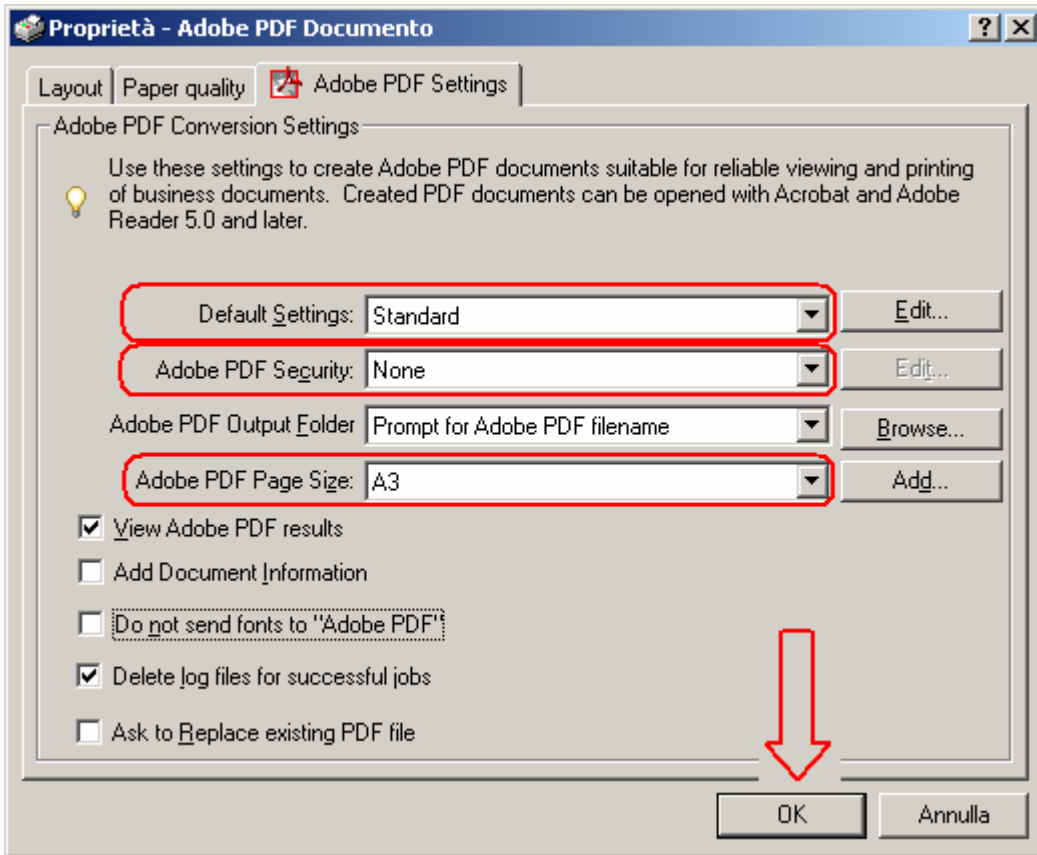 Proprietà - Adobe PDF Documento
Layout Paper quality Adobe PDF Settings
Adobe PDF Conversion Settings
Use these settings to create Adobe PDF documents suitable for reliable viewing and printing
of business documents. Created PDF documents can be opened with Acrobat and Adobe
Reader 5.0 and later.
Default Settings: Standard Edit...
Adobe PDF Security: None Edit...
Adobe PDF Output Folder Prompt for Adobe PDF filename Browse...
Adobe PDF Page Size: A3 Add...
View Adobe PDF results
Add Document Information
Do not send fonts to "Adobe PDF"
Delete log files for successful jobs
Ask to Replace existing PDF file
OK Annulla